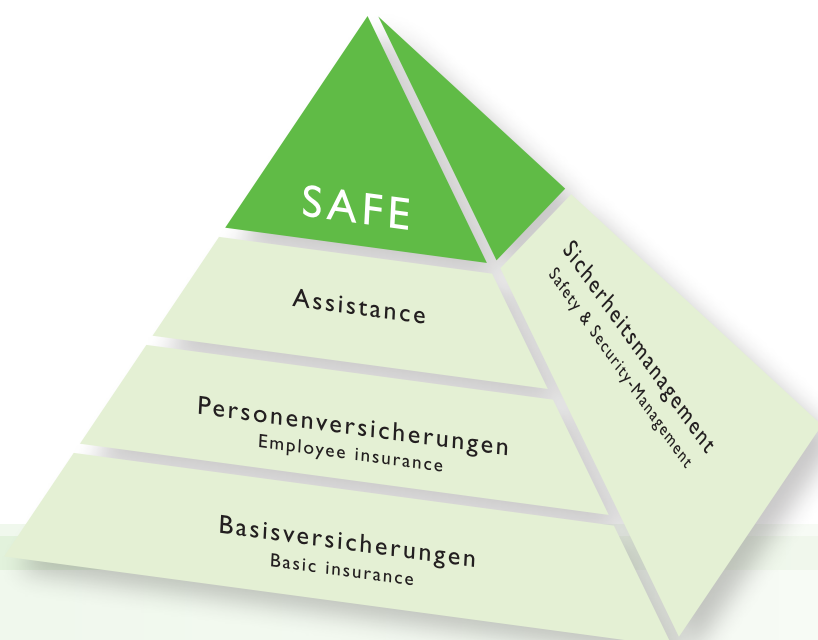 SAFE
Assistance
Personenversicherungen
Employee insurance
Basisversicherungen
Basic insurance
Sicherheitsmanagement
Safety & Security-Management